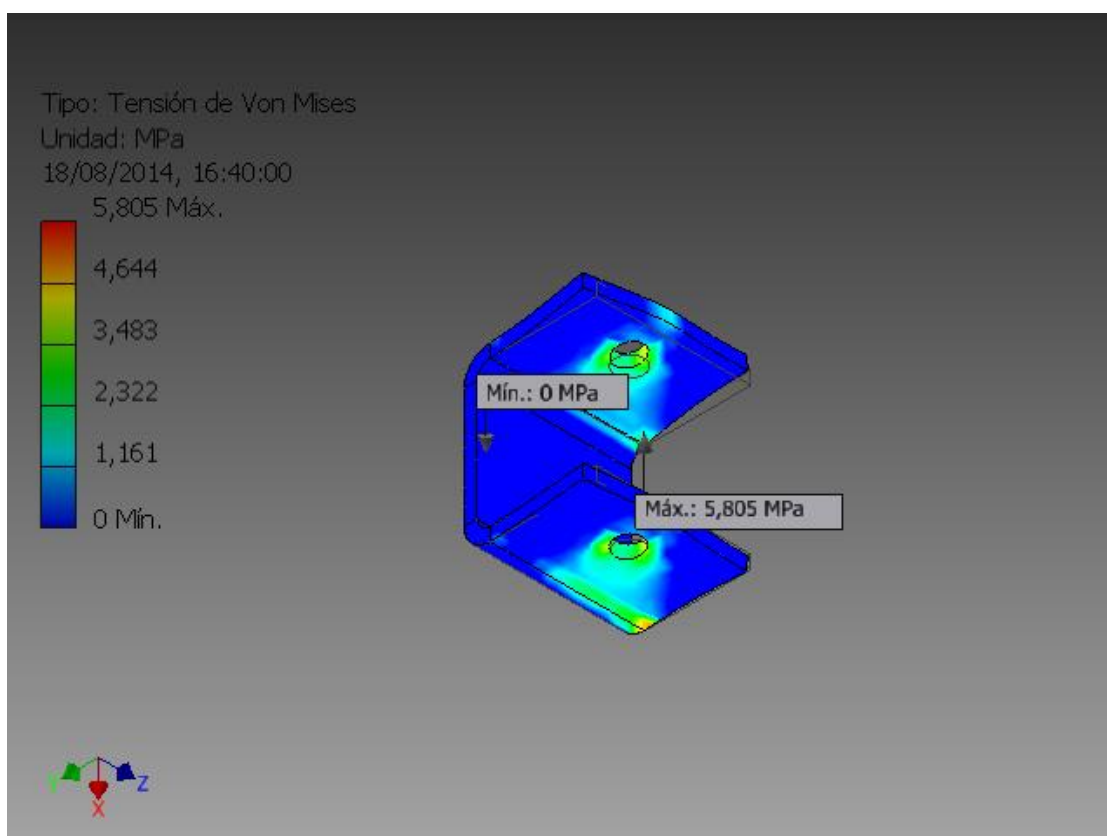 Tipo: Tensión de Von Mises
Unidad: MPa
18/08/2014, 16:40:00
5,805 Máx.
4,644
3,483
2,322
1,161
0 Mín.
Mín.: 0 MPa
Máx.: 5,805 MPa
Y
Z
X